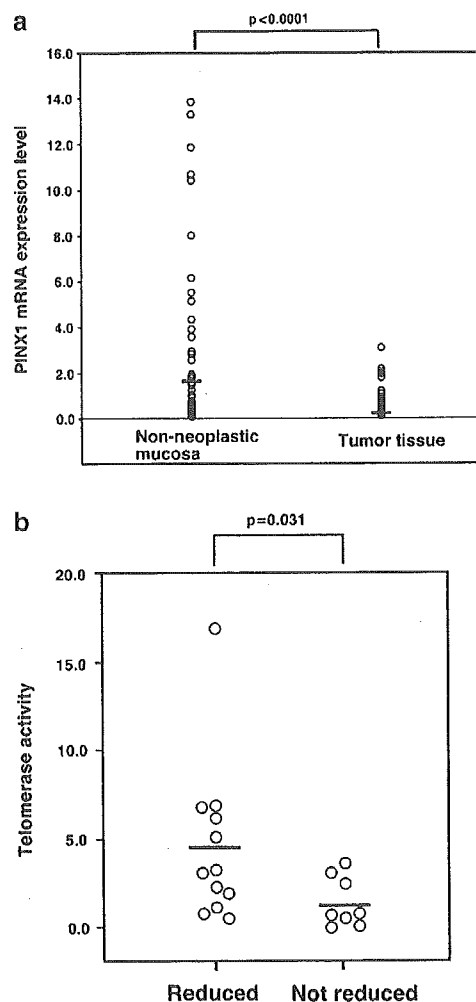 a
p<0.0001
PINX1 mRNA expression level
16.0
14.0
12.0
10.0
8.0
6.0
4.0
2.0
0.0
Non-neoplastic
mucosa
Tumor tissue
b
p=0.031
Telomerase activity
20.0
15.0
10.0
5.0
0.0
Reduced
Not reduced